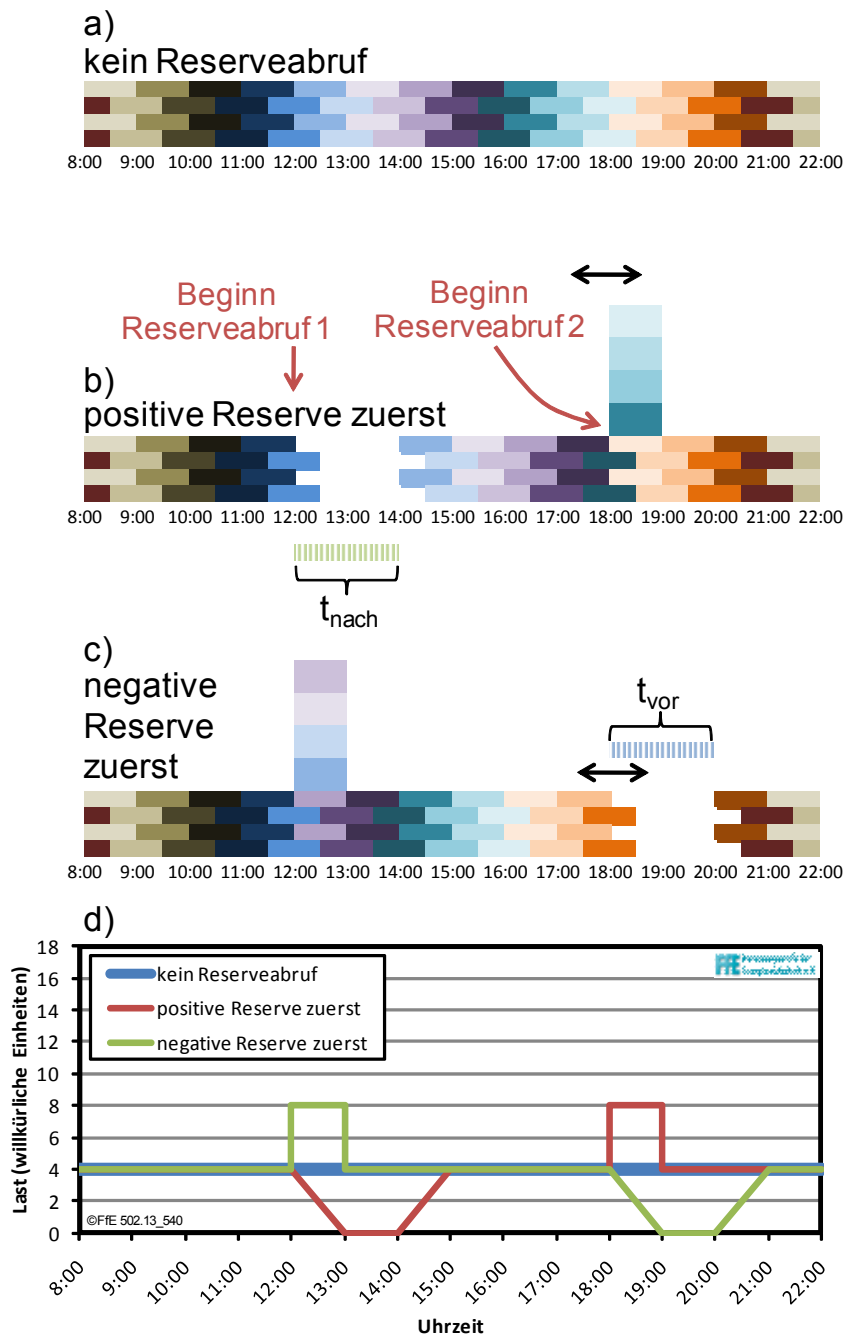 a)
kein Reserveabruf
8:00 9:00 10:00 11:00 12:00 13:00 14:00 15:00 16:00 17:00 18:00 19:00 20:00 21:00 22:00
Beginn
Reserveabruf 1
Beginn
Reserveabruf 2
b)
positive Reserve zuerst
8:00 9:00 10:00 11:00 12:00 13:00 14:00 15:00 16:00 17:00 18:00 19:00 20:00 21:00 22:00
tnach
c)
negative
Reserve
zuerst
tvor
8:00 9:00 10:00 11:00 12:00 13:00 14:00 15:00 16:00 17:00 18:00 19:00 20:00 21:00 22:00
d)
Last (willkürliche Einheiten)
18
16
14
12
10
8
6
4
2
0
kein Reserveabruf
positive Reserve zuerst
negative Reserve zuerst
FfE
©FfE 502.13_540
8:00 9:00 10:00 11:00 12:00 13:00 14:00 15:00 16:00 17:00 18:00 19:00 20:00 21:00 22:00
Uhrzeit